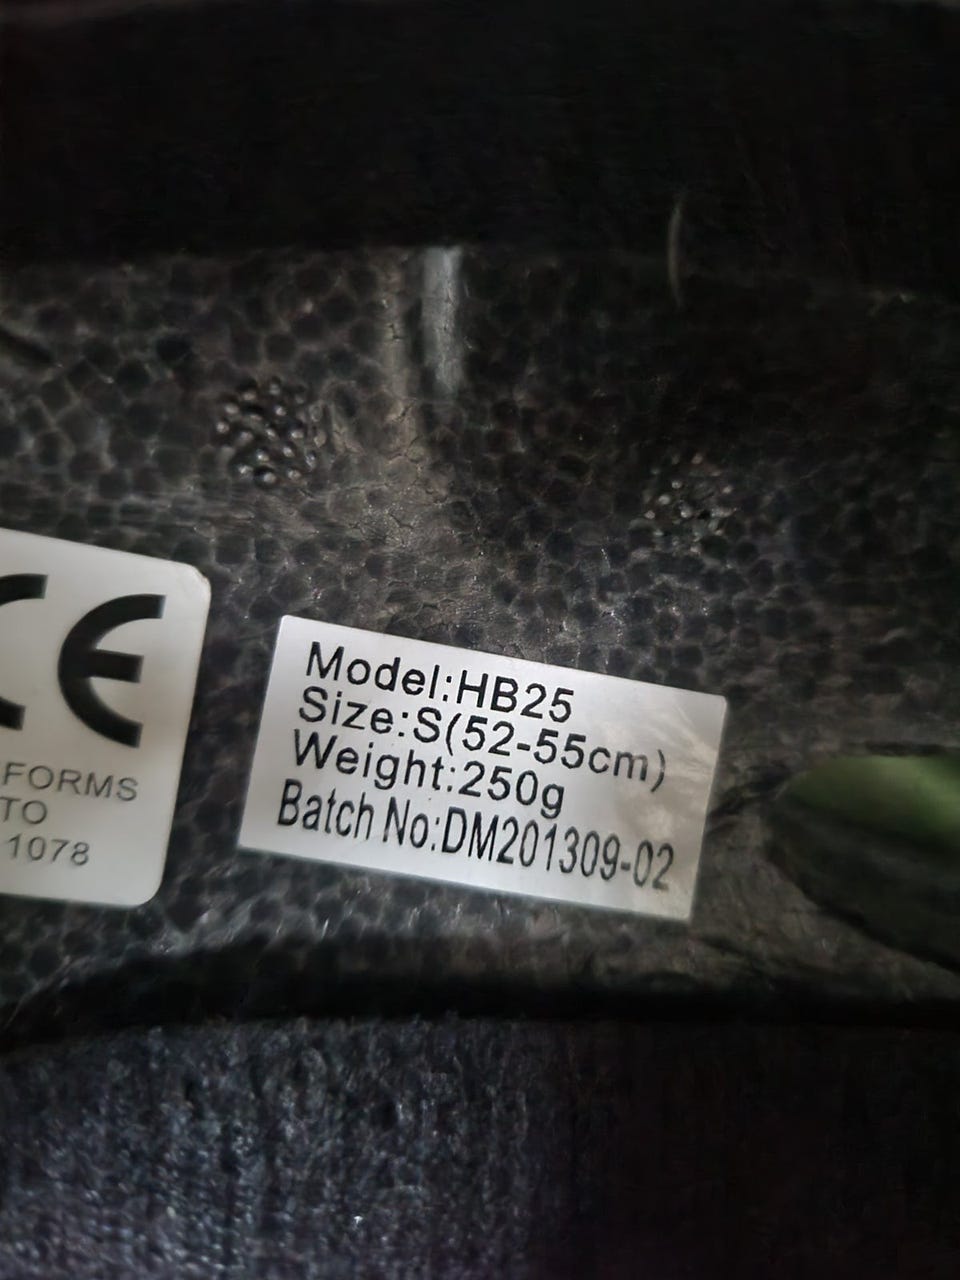 CE
FORMS
TO
1078
Model:HB25
Size:S(52-55cm)
Weight:250g
Batch No:DM201309-02